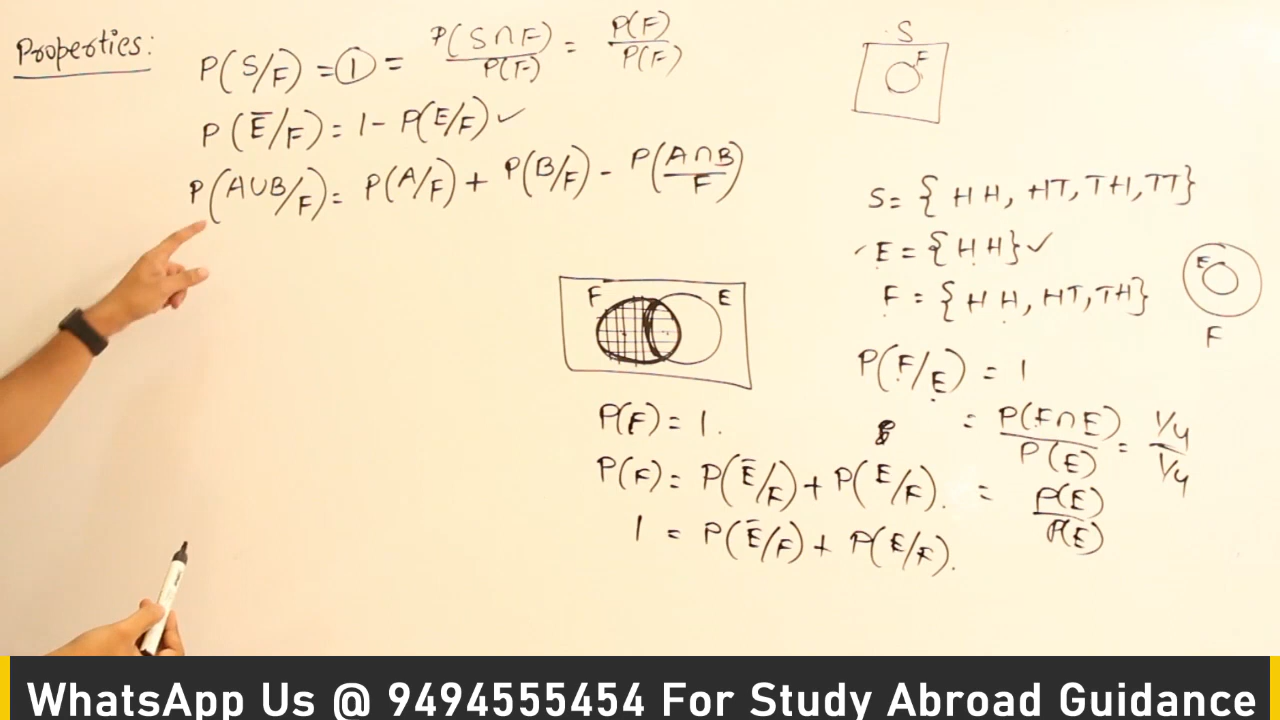 Properties:
P(S/F) = 1 = P(S∩F)/P(F) = P(F)/P(F)
P(Ē/F) = 1 - P(E/F) ✓
P(A∪B/F) = P(A/F) + P(B/F) - P(A∩B/F)
S
F
S = { HH, HT, TH, TT}
E = {HH} ✓
F = {HH, HT, TH}
E
F
F E
P(F/E) = 1
= P(F∩E)/P(E) = 1/4 / 1/4
= P(E)/P(E)
P(F) = 1.
P(F) = P(Ē/F) + P(E/F).
1 = P(Ē/F) + P(E/F).
WhatsApp Us @ 9494555454 For Study Abroad Guidance